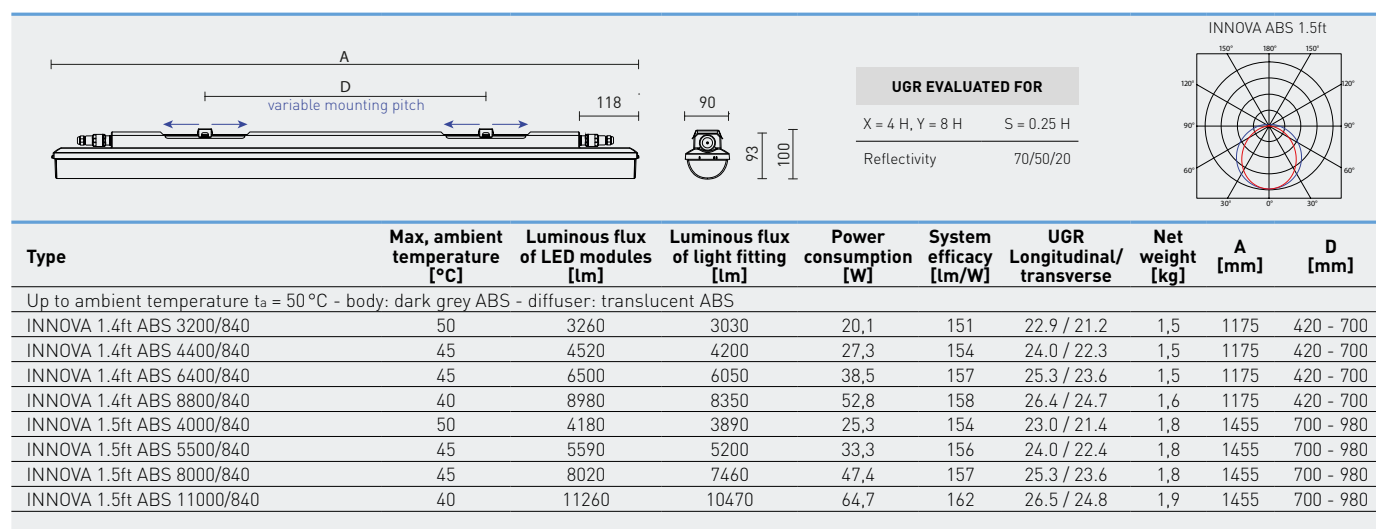 INNOVA ABS 1.5ft
A
D
variable mounting pitch
118
90
93
100
UGR EVALUATED FOR
X = 4 H, Y = 8 H S = 0.25 H
Reflectivity 70/50/20
150° 180° 150°
120° 120°
90° 90°
60° 60°
30° 0° 30°
Type Max, ambient temperature [°C] Luminous flux of LED modules [lm] Luminous flux of light fitting [lm] Power consumption [W] System efficacy [lm/W] UGR Longitudinal/ transverse Net weight [kg] A [mm] D [mm]
Up to ambient temperature ta = 50°C - body: dark grey ABS - diffuser: translucent ABS
INNOVA 1.4ft ABS 3200/840 50 3260 3030 20,1 151 22.9 / 21.2 1,5 1175 420 - 700
INNOVA 1.4ft ABS 4400/840 45 4520 4200 27,3 154 24.0 / 22.3 1,5 1175 420 - 700
INNOVA 1.4ft ABS 6400/840 45 6500 6050 38,5 157 25.3 / 23.6 1,5 1175 420 - 700
INNOVA 1.4ft ABS 8800/840 40 8980 8350 52,8 158 26.4 / 24.7 1,6 1175 420 - 700
INNOVA 1.5ft ABS 4000/840 50 4180 3890 25,3 154 23.0 / 21.4 1,8 1455 700 - 980
INNOVA 1.5ft ABS 5500/840 45 5590 5200 33,3 156 24.0 / 22.4 1,8 1455 700 - 980
INNOVA 1.5ft ABS 8000/840 45 8020 7460 47,4 157 25.3 / 23.6 1,8 1455 700 - 980
INNOVA 1.5ft ABS 11000/840 40 11260 10470 64,7 162 26.5 / 24.8 1,9 1455 700 - 980